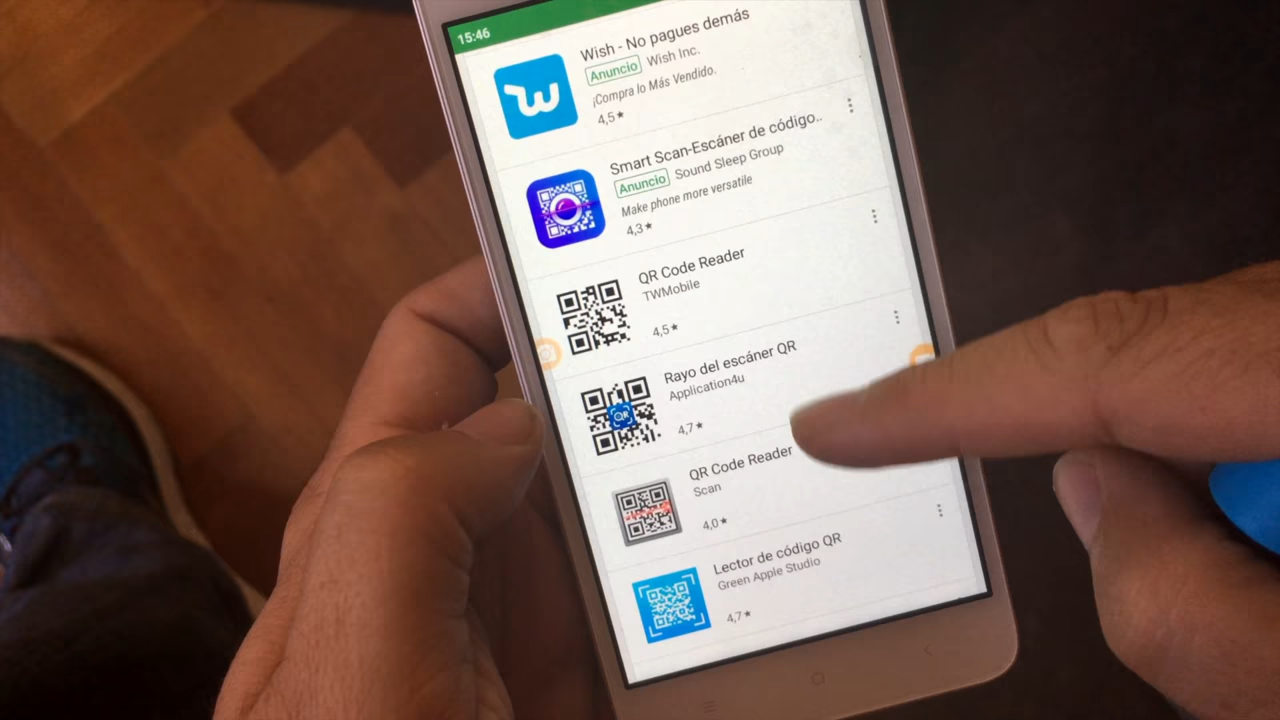 15:46
Wish - No pagues demás
Anuncio Wish Inc.
¡Compra lo Más Vendido.
4,5★
Smart Scan-Escáner de código..
Anuncio Sound Sleep Group
Make phone more versatile
4,3★
QR Code Reader
TWMobile
4,5★
Rayo del escáner QR
Application4u
QR
4,7★
QR Code Reader
Scan
4,0★
Lector de código QR
Green Apple Studio
4,7★